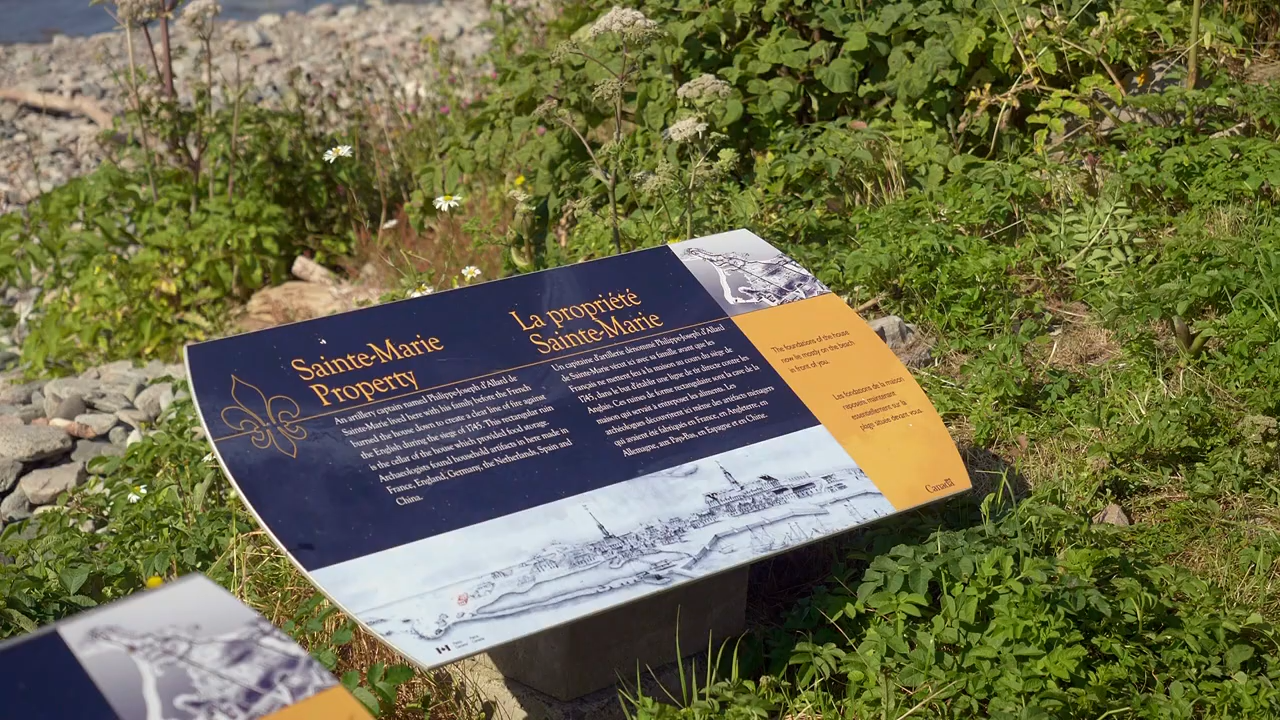 Sainte-Marie
Property
An artillery captain named Philippe-Joseph d'Allard de
Sainte-Marie lived here with his family before the French
burned the house down to create a clear line of fire against
the English during the siege of 1745. This rectangular ruin
is the cellar of the house which provided food storage.
Archaeologists found household artifacts in here made in
France, England, Germany, the Netherlands, Spain and
China.
La propriété
Sainte-Marie
Un capitaine d'artillerie dénommé Philippe-Joseph d'Allard
de Sainte-Marie vécut ici avec sa famille avant que les
Français ne mettent feu à la maison au cours du siège de
1745, dans le but d'établir une ligne de tir directe contre les
Anglais. Ces ruines de forme rectangulaire sont la cave de la
maison qui servait à entreposer les aliments. Les
archéologues découvrirent ici même des artefacts ménagers
qui avaient été fabriqués en France, en Angleterre, en
Allemagne, aux Pays-Bas, en Espagne et en Chine.
The foundations of the house
now lie mostly on the beach
in front of you.
Les fondations de la maison
reposent maintenant
essentiellement sur la
plage située devant vous.
Canada